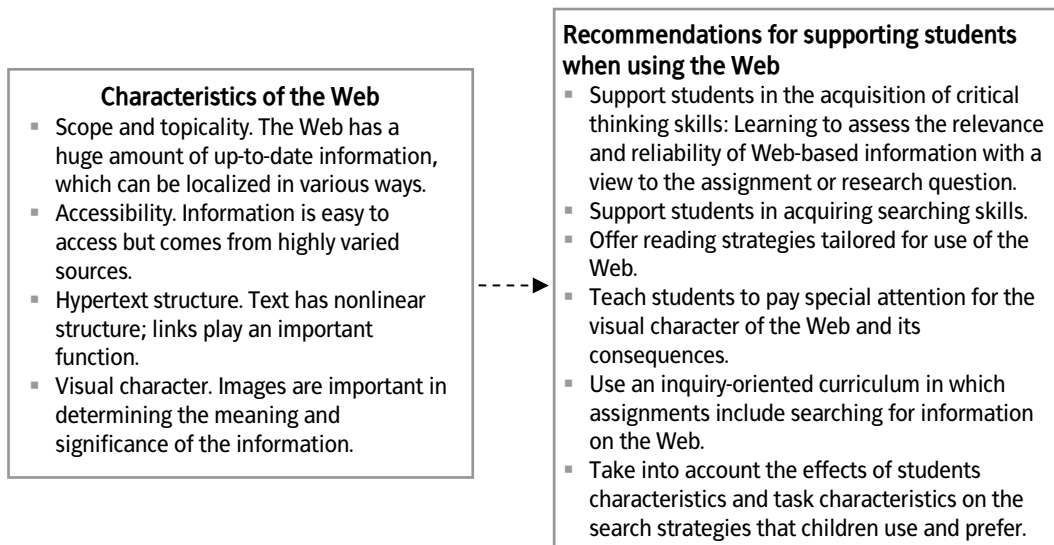 Characteristics of the Web
▪ Scope and topicality. The Web has a
huge amount of up-to-date information,
which can be localized in various ways.
▪ Accessibility. Information is easy to
access but comes from highly varied
sources.
▪ Hypertext structure. Text has nonlinear
structure; links play an important
function.
▪ Visual character. Images are important in
determining the meaning and
significance of the information.
Recommendations for supporting students
when using the Web
▪ Support students in the acquisition of critical
thinking skills: Learning to assess the relevance
and reliability of Web-based information with a
view to the assignment or research question.
▪ Support students in acquiring searching skills.
▪ Offer reading strategies tailored for use of the
Web.
▪ Teach students to pay special attention for the
visual character of the Web and its
consequences.
▪ Use an inquiry-oriented curriculum in which
assignments include searching for information
on the Web.
▪ Take into account the effects of students
characteristics and task characteristics on the
search strategies that children use and prefer.